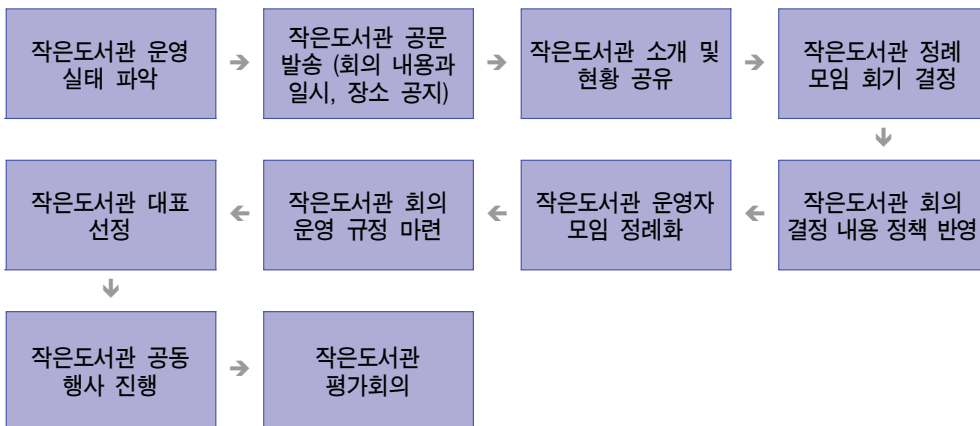 작은도서관 운영
실태 파악
작은도서관 공문
발송 (회의 내용과
일시, 장소 공지)
작은도서관 소개 및
현황 공유
작은도서관 정례
모임 회기 결정
작은도서관 회의
결정 내용 정책 반영
작은도서관 운영자
모임 정례화
작은도서관 회의
운영 규정 마련
작은도서관 대표
선정
작은도서관 공동
행사 진행
작은도서관
평가회의